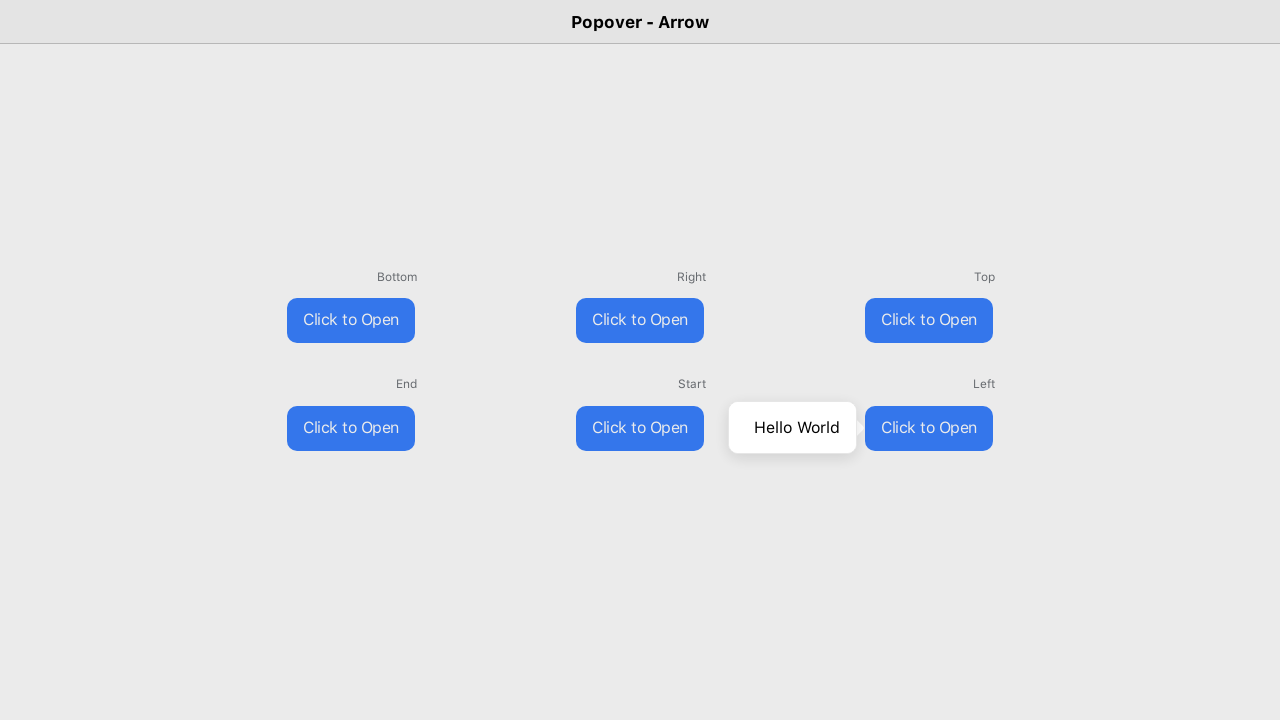 Popover - Arrow
Bottom
Right
Top
Click to Open
Click to Open
Click to Open
End
Start
Left
Click to Open
Click to Open
Hello World
Click to Open